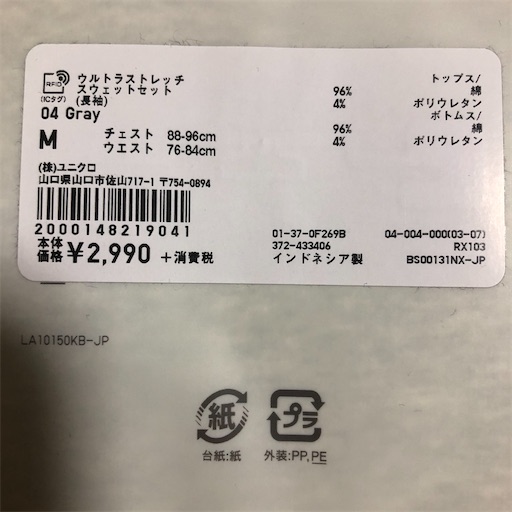 RFID
(ICタグ)
ウルトラストレッチ
スウェットセット
(長袖)
04 Gray
M
チェスト 88-96cm
ウエスト 76-84cm
トップス/
96% 綿
4% ポリウレタン
ボトムス/
96% 綿
4% ポリウレタン
(株)ユニクロ
山口県山口市佐山717-1 〒754-0894
2000148219041
本体価格 ¥2,990 +消費税
01-37-0F269B 04-004-000(03-07)
372-433406 RX103
インドネシア製 BS00131NX-JP
LA10150KB-JP
紙 プラ
台紙:紙 外装:PP,PE